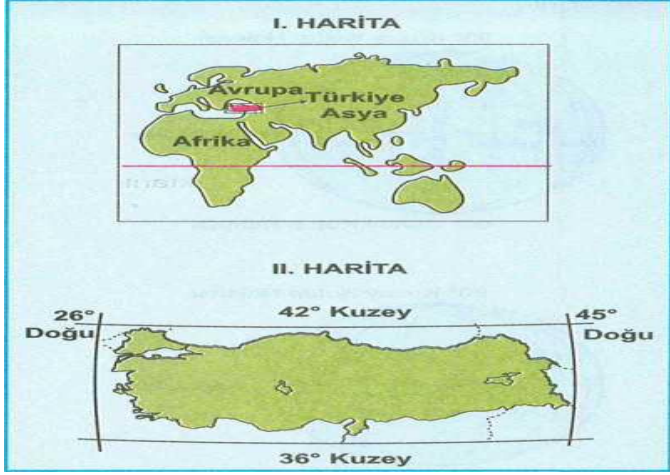 I. HARİTA
Avrupa
Türkiye
Asya
Afrika
II. HARİTA
26° Doğu
42° Kuzey
45° Doğu
36° Kuzey